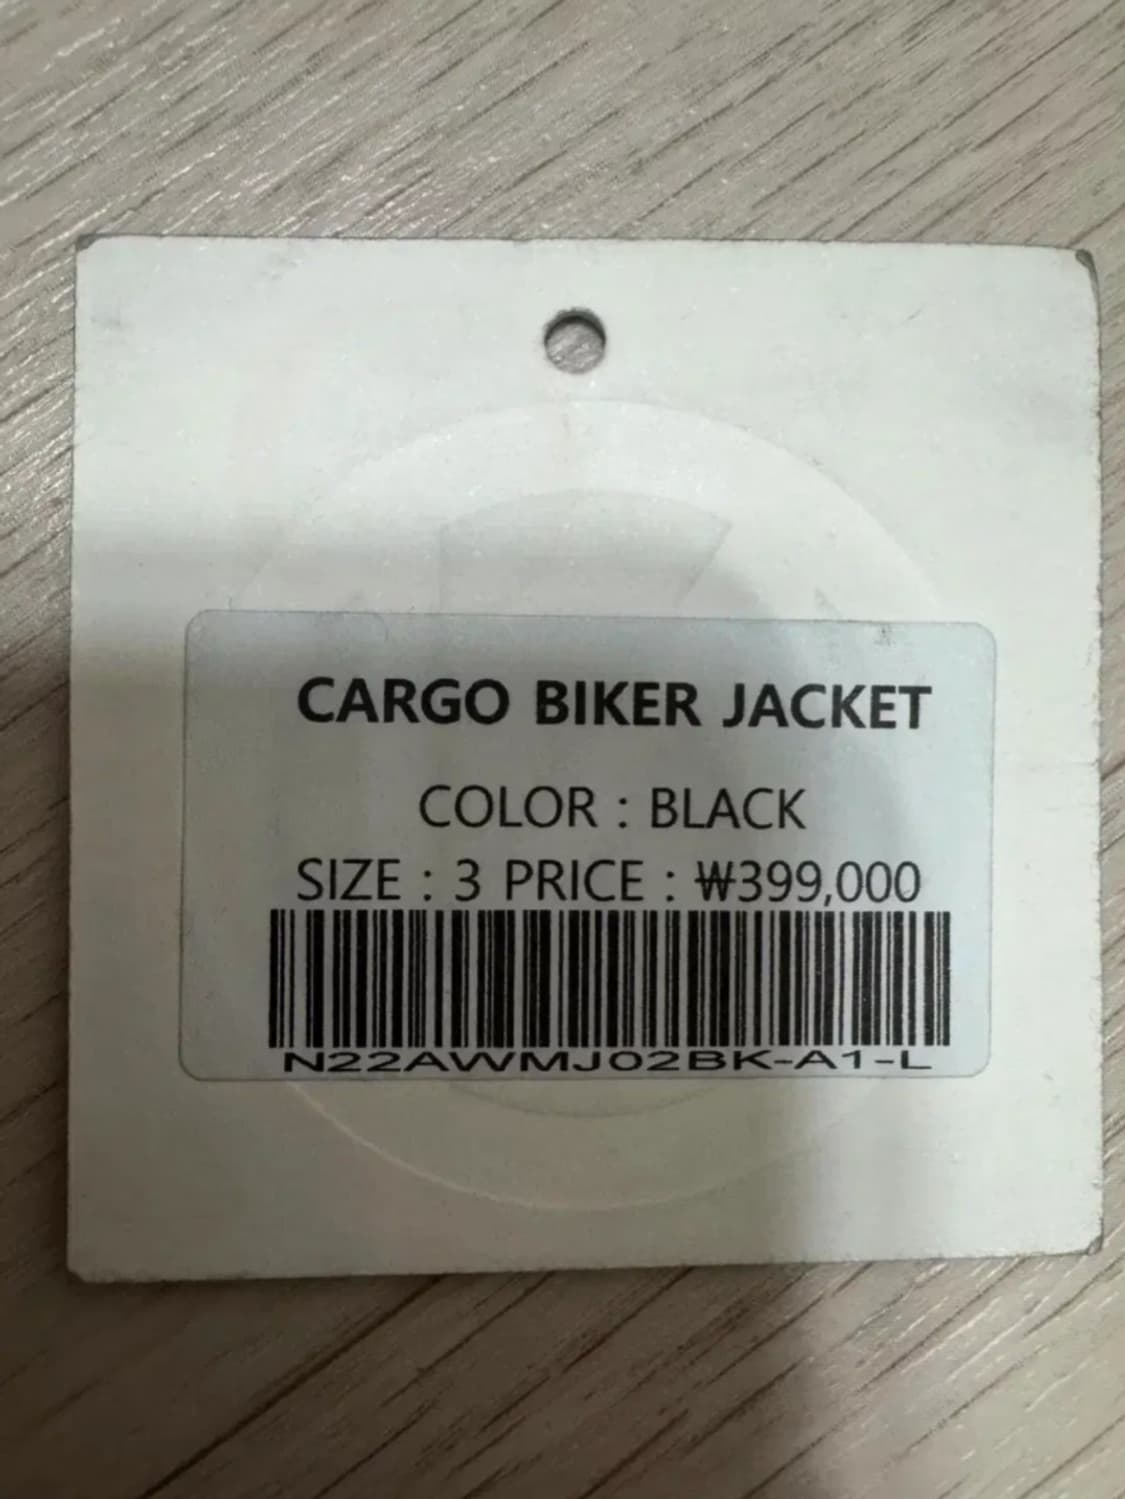 CARGO BIKER JACKET
COLOR : BLACK
SIZE : 3 PRICE : ₩399,000
N22AWMJ02BK-A1-L